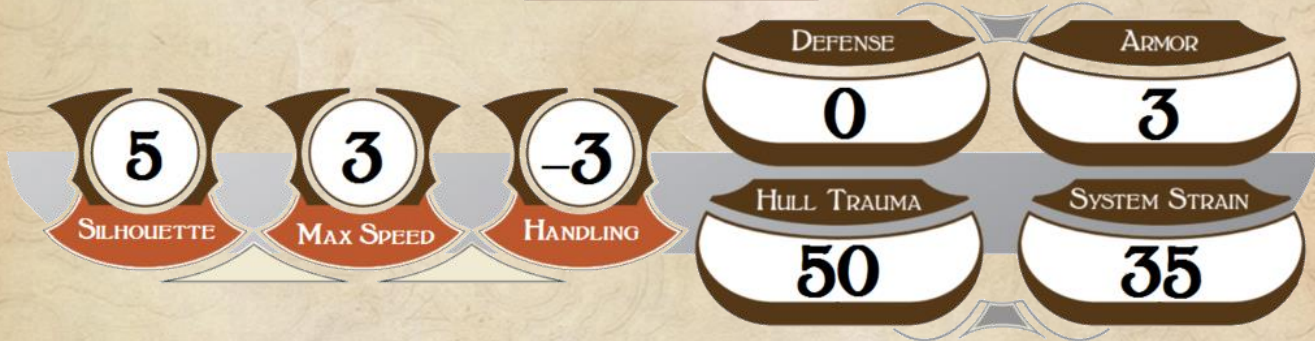 DEFENSE
ARMOR
0
3
5
3
–3
SILHOUETTE
MAX SPEED
HANDLING
HULL TRAUMA
SYSTEM STRAIN
50
35